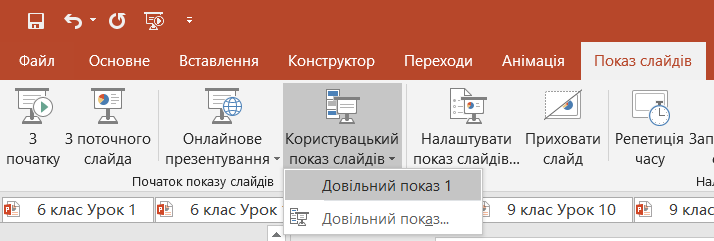 Файл Основне Вставлення Конструктор Переходи Анімація Показ слайдів
З початку
З поточного слайда
Онлайнове презентування
Користувацький показ слайдів
Налаштувати показ слайдів...
Приховати слайд
Репетиція часу
Початок показу слайдів
Довільний показ 1
Довільний показ...
6 клас Урок 1
6 клас Урок
9 клас Урок 10
9 клас Урок